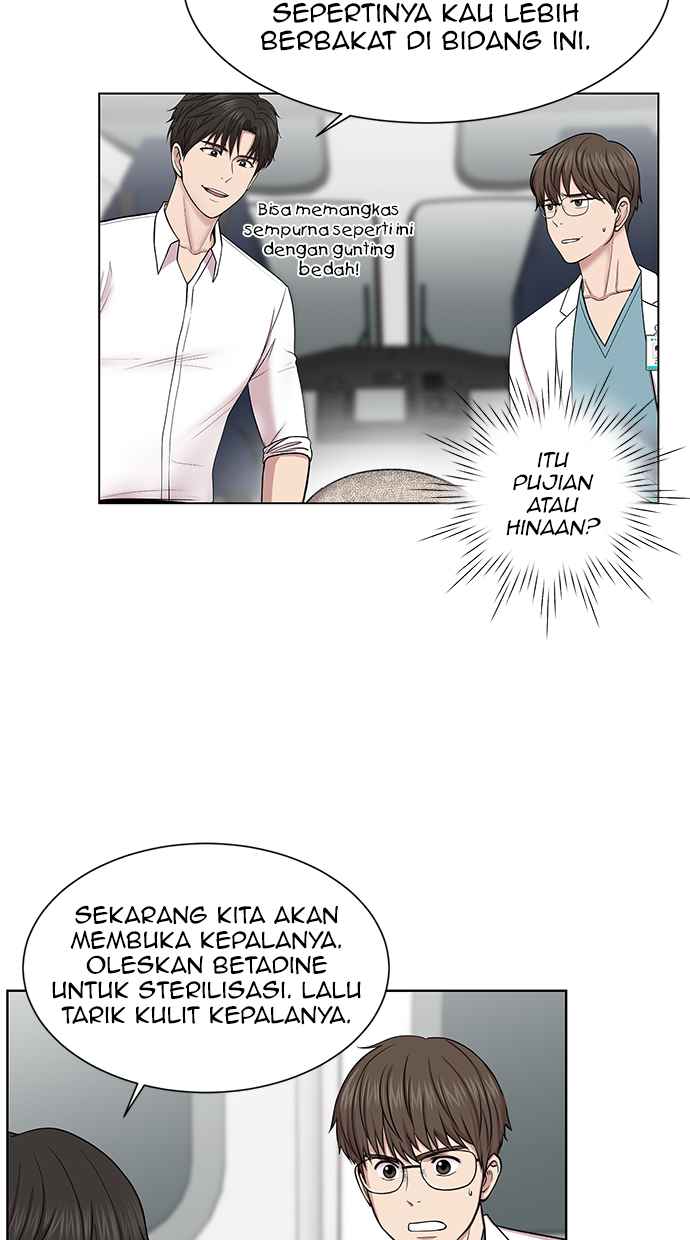 SEPERTINYA KAU LEBIH
BERBAKAT DI BIDANG INI.
Bisa memangkas
sempurna seperti ini
dengan gunting
bedah!
ITU
PUJIAN
ATAU
HINAAN?
SEKARANG KITA AKAN
MEMBUKA KEPALANYA.
OLESKAN BETADINE
UNTUK STERILISASI. LALU
TARIK KULIT KEPALANYA.